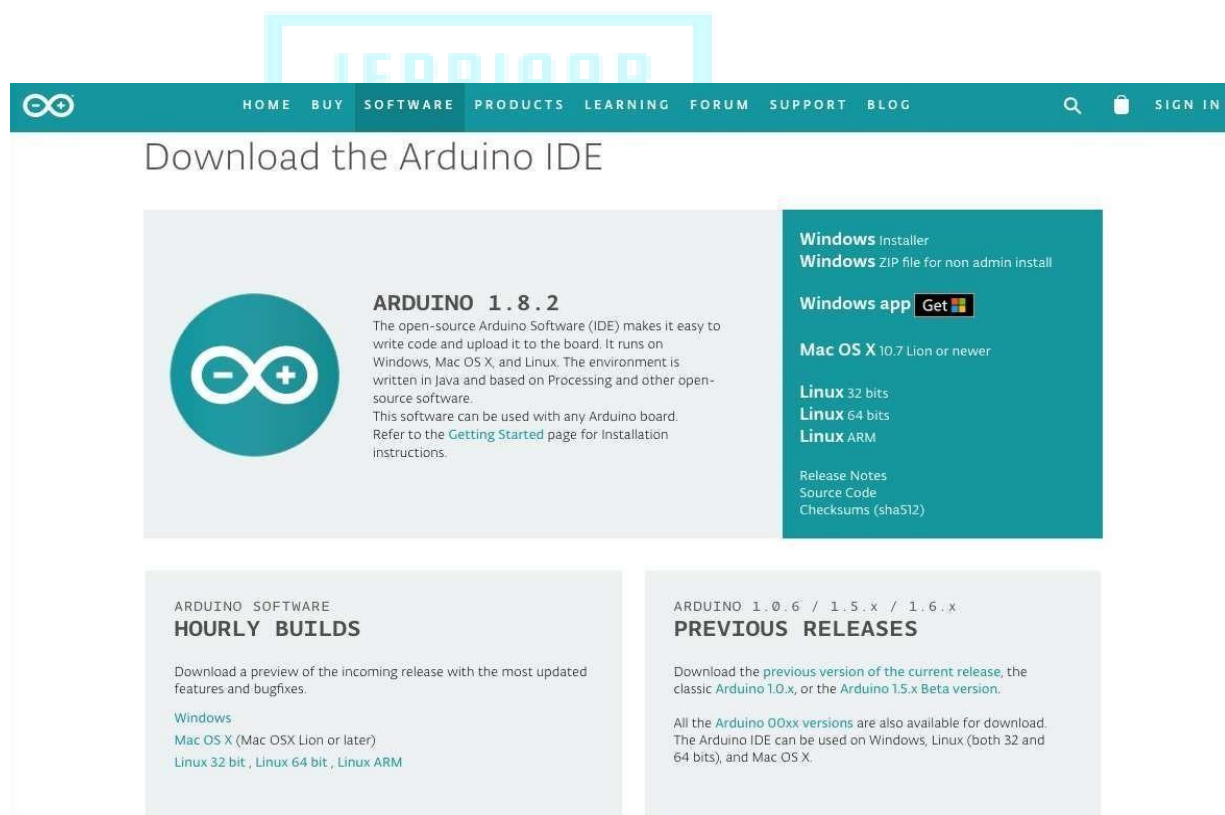 HOME BUY SOFTWARE PRODUCTS LEARNING FORUM SUPPORT BLOG SIGN IN
Download the Arduino IDE
ARDUINO 1.8.2
The open-source Arduino Software (IDE) makes it easy to
write code and upload it to the board. It runs on
Windows, Mac OS X, and Linux. The environment is
written in Java and based on Processing and other open-
source software.
This software can be used with any Arduino board.
Refer to the Getting Started page for Installation
instructions.
Windows Installer
Windows ZIP file for non admin install
Windows app Get
Mac OS X 10.7 Lion or newer
Linux 32 bits
Linux 64 bits
Linux ARM
Release Notes
Source Code
Checksums (sha512)
ARDUINO SOFTWARE
HOURLY BUILDS
Download a preview of the incoming release with the most updated
features and bugfixes.
Windows
Mac OS X (Mac OSX Lion or later)
Linux 32 bit , Linux 64 bit , Linux ARM
ARDUINO 1.0.6 / 1.5.x / 1.6.x
PREVIOUS RELEASES
Download the previous version of the current release, the
classic Arduino 1.0.x, or the Arduino 1.5.x Beta version.
All the Arduino 00xx versions are also available for download.
The Arduino IDE can be used on Windows, Linux (both 32 and
64 bits), and Mac OS X.